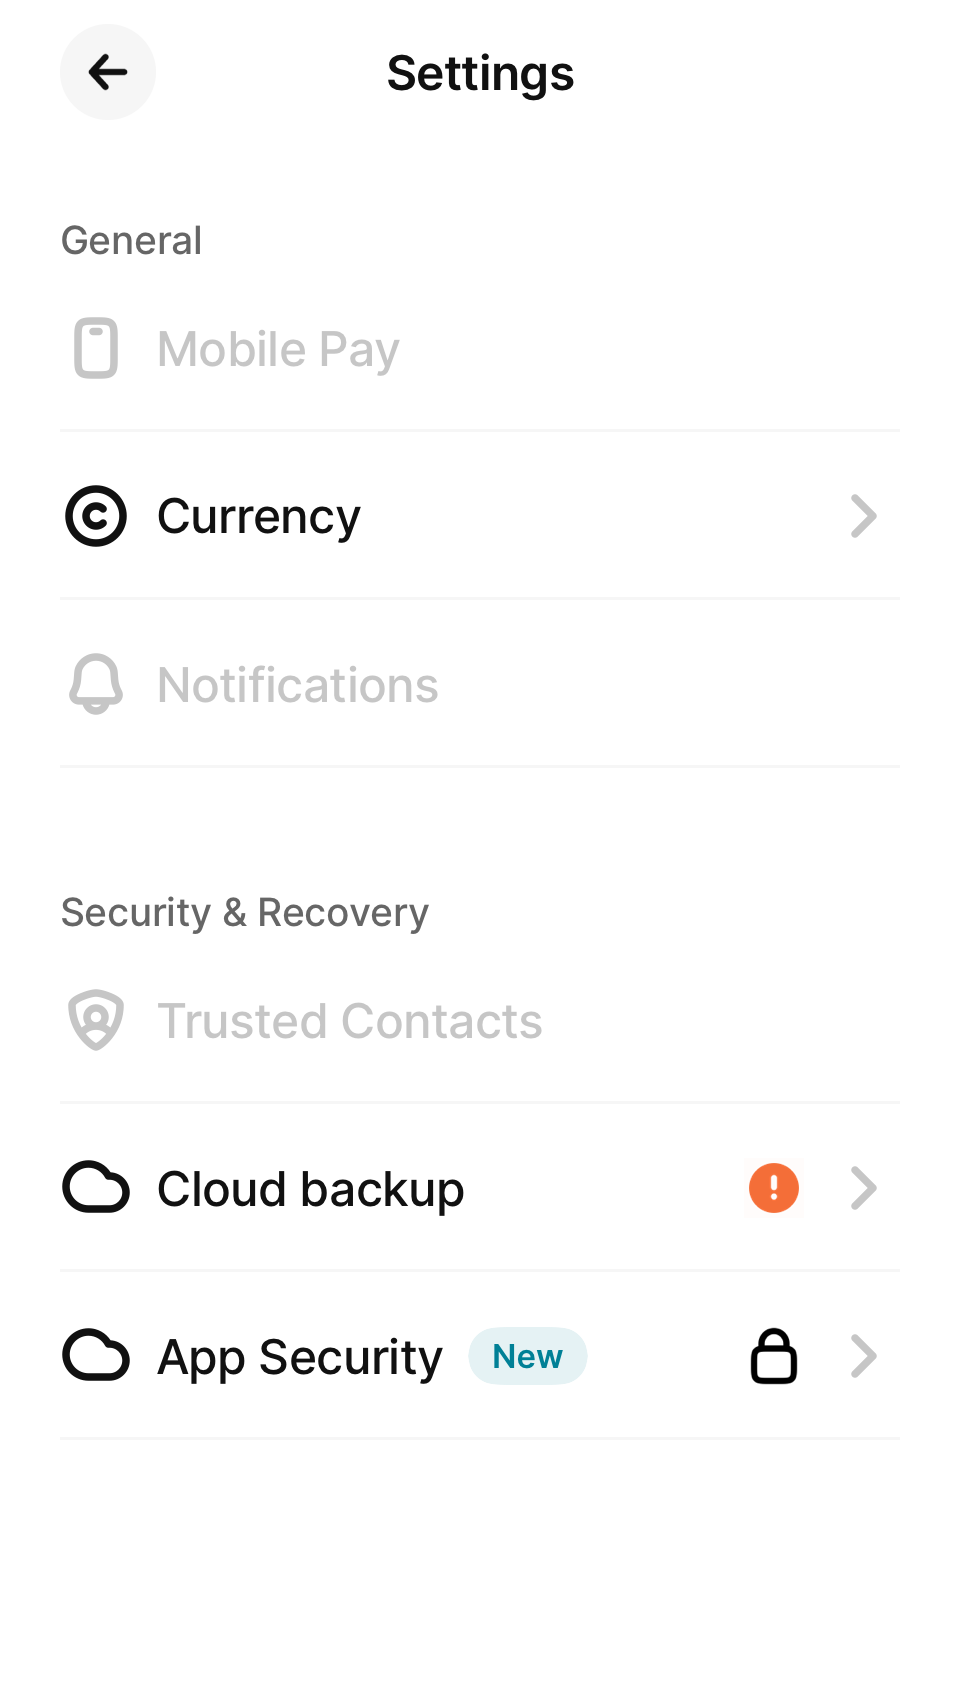 Settings
General
Mobile Pay
Currency
Notifications
Security & Recovery
Trusted Contacts
Cloud backup
App Security New